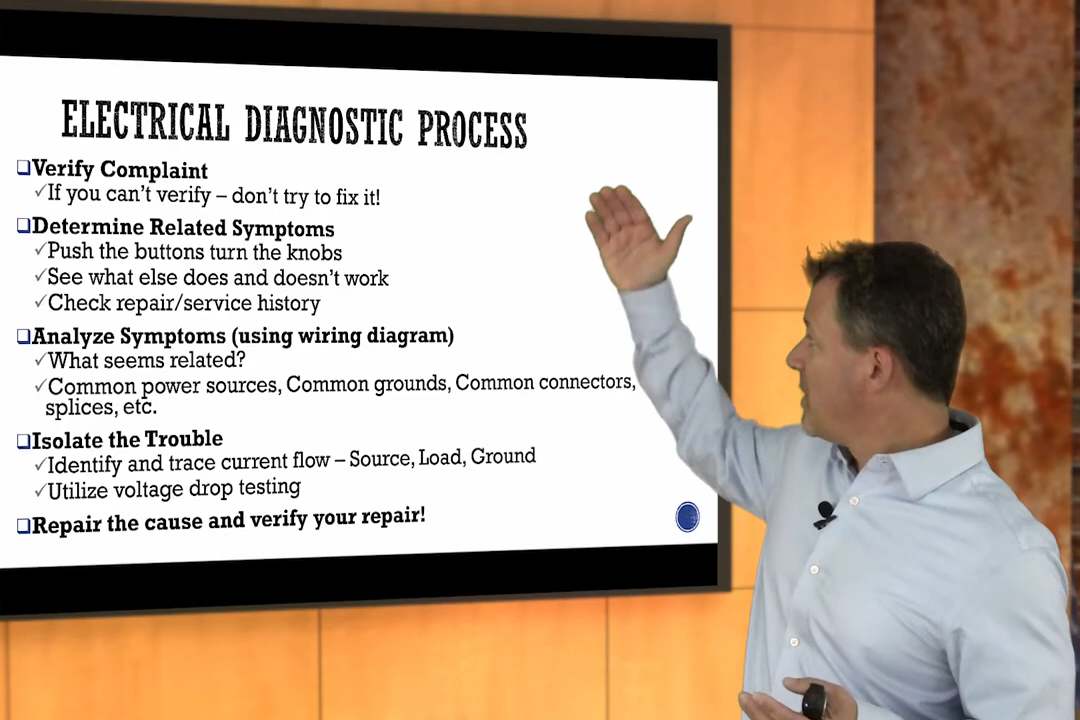 ELECTRICAL DIAGNOSTIC PROCESS
❑Verify Complaint
✓If you can't verify – don't try to fix it!
❑Determine Related Symptoms
✓Push the buttons turn the knobs
✓See what else does and doesn't work
✓Check repair/service history
❑Analyze Symptoms (using wiring diagram)
✓What seems related?
✓Common power sources, Common grounds, Common connectors,
splices, etc.
❑Isolate the Trouble
✓Identify and trace current flow – Source, Load, Ground
✓Utilize voltage drop testing
❑Repair the cause and verify your repair!